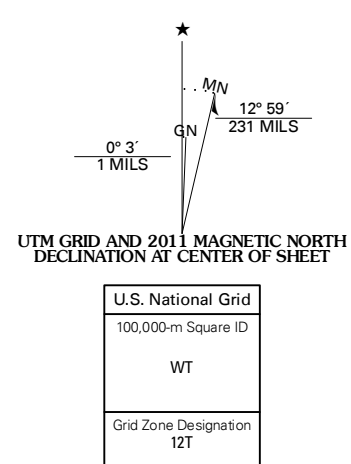 MN
GN
12° 59´
231 MILS
0° 3´
1 MILS
UTM GRID AND 2011 MAGNETIC NORTH
DECLINATION AT CENTER OF SHEET
U.S. National Grid
100,000-m Square ID
WT
Grid Zone Designation
12T